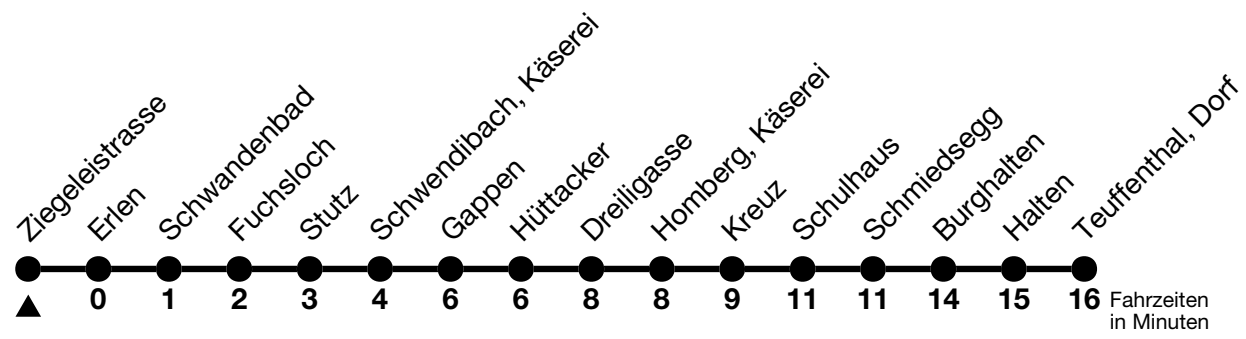 Ziegeleistrasse
Erlen
Schwandenbad
Fuchsloch
Stutz
Schwendibach, Käserei
Gappen
Hüttacker
Dreiligasse
Homberg, Käserei
Kreuz
Schulhaus
Schmiedsegg
Burghalten
Halten
Teuffenthal, Dorf
0 1 2 3 4 6 6 8 8 9 11 11 14 15 16
Fahrzeiten
in Minuten